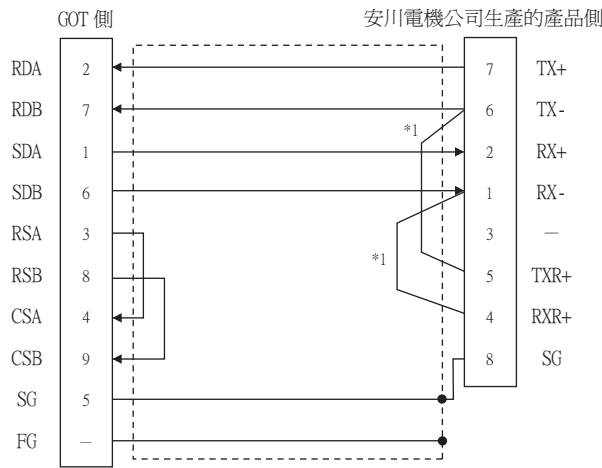 GOT 側 安川電機公司生產的產品側
RDA 2 7 TX+
RDB 7 6 TX-
*1
SDA 1 2 RX+
SDB 6 1 RX-
RSA 3 3 —
*1
RSB 8 5 TXR+
CSA 4 4 RXR+
CSB 9 8 SG
SG 5
FG —